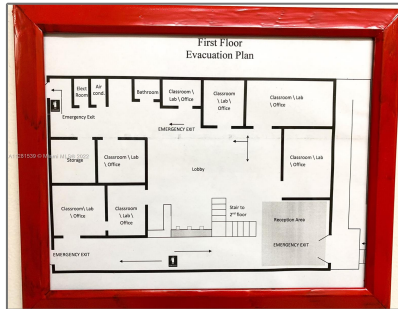 First Floor
Evacuation Plan
Elect
Room
Air
cond.
Bathroom
Classroom\ Lab
\ Office
Classroom\
Lab \
Office
Classroom\ Lab
\ Office
Emergency Exit
EMERGENCY EXIT
Storage
Classroom\ Lab
\ Office
Lobby
Classroom\ Lab
\ Office
Classroom\ Lab
\ Office
Classroom\
Lab \
Office
Stair to
2nd floor
Reception Area
EMERGENCY EXIT
EMERGENCY EXIT